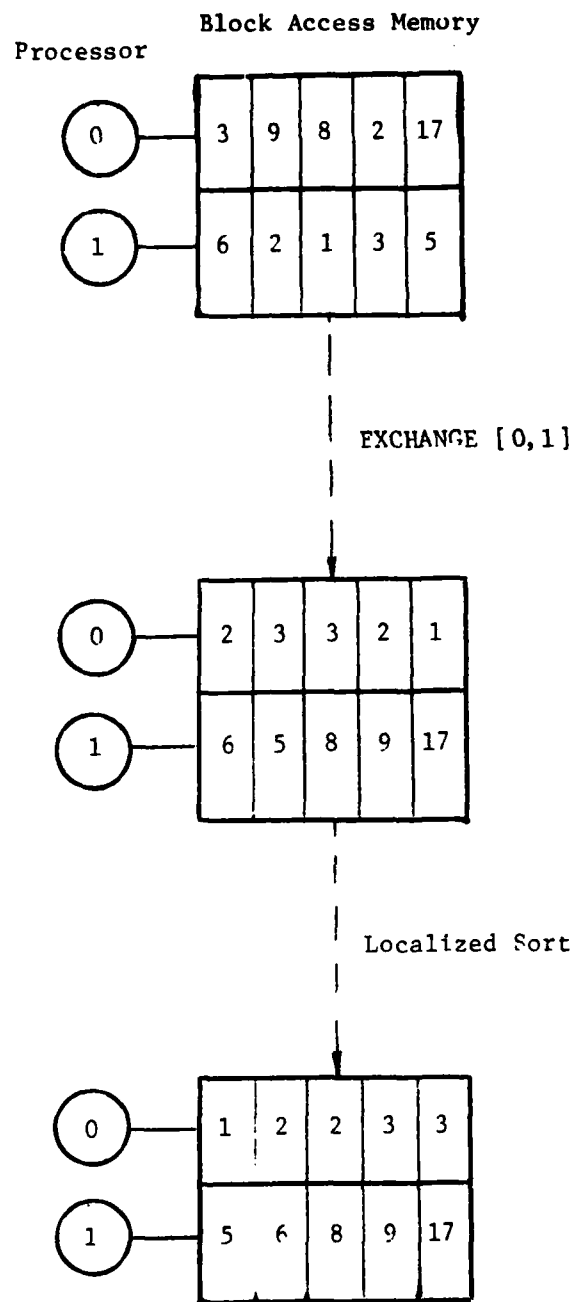 Block Access Memory
Processor
0 3 9 8 2 17
1 6 2 1 3 5
EXCHANGE [0,1]
0 2 3 3 2 1
1 6 5 8 9 17
Localized Sort
0 1 2 2 3 3
1 5 6 8 9 17